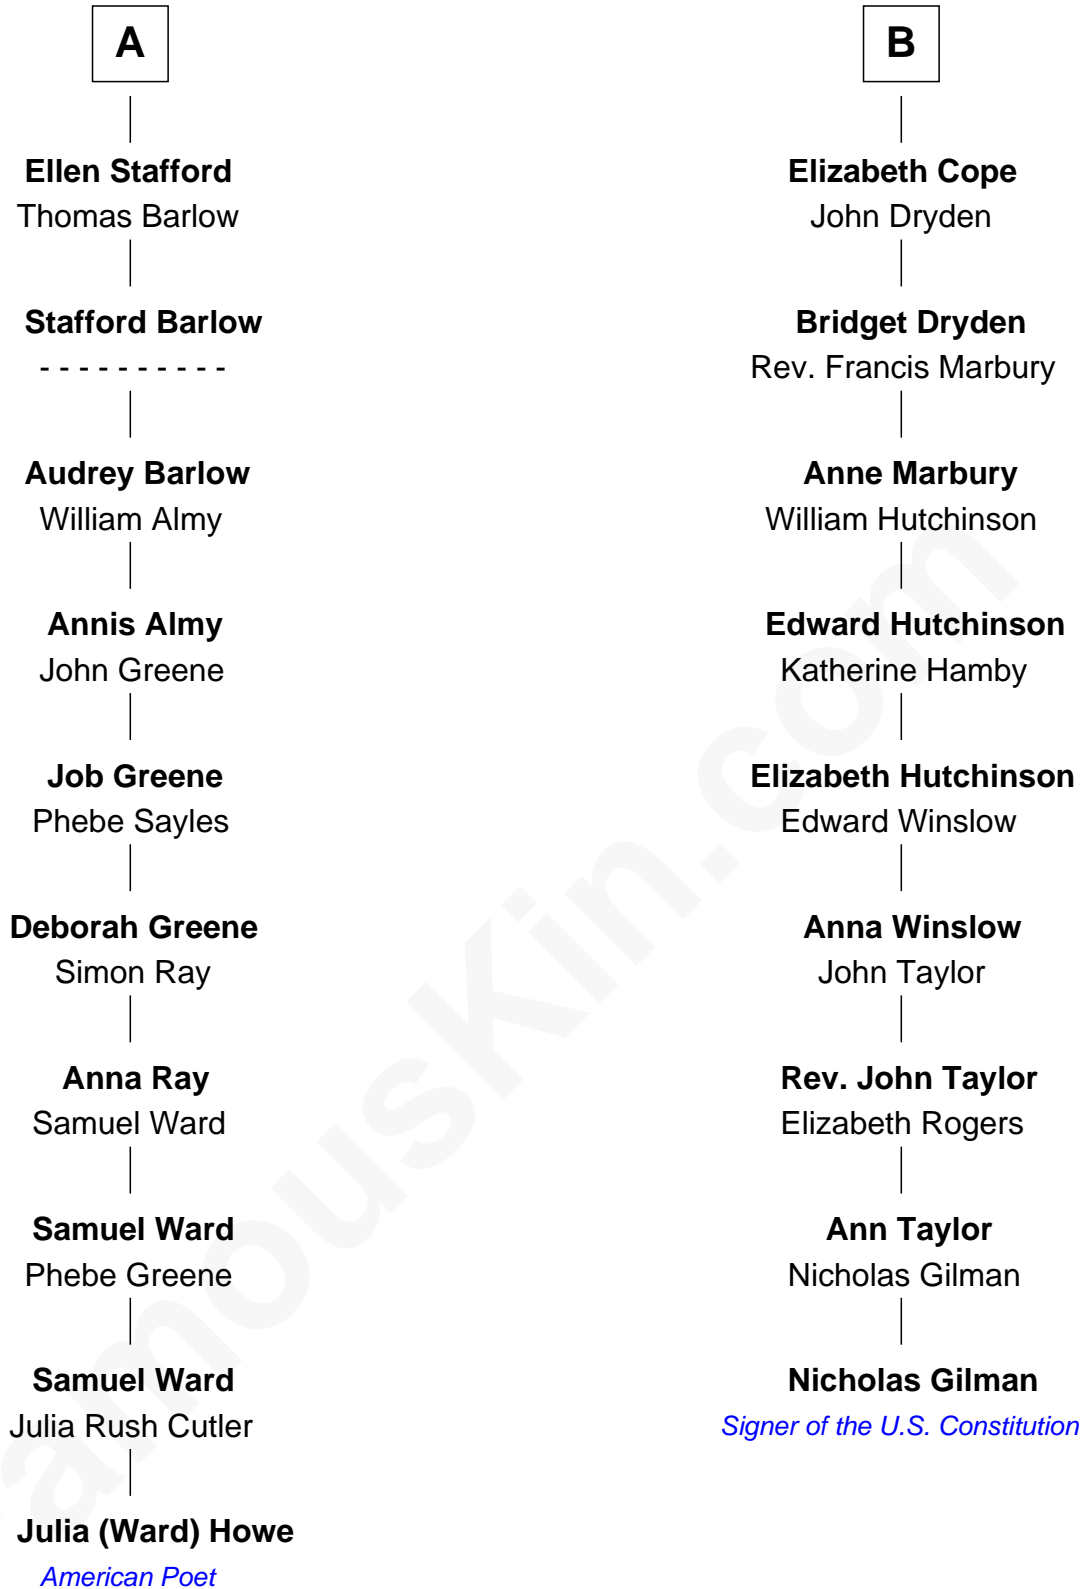 A
Ellen Stafford
Thomas Barlow
Stafford Barlow
- - - - - - - - - -
Audrey Barlow
William Almy
Annis Almy
John Greene
Job Greene
Phebe Sayles
Deborah Greene
Simon Ray
Anna Ray
Samuel Ward
Samuel Ward
Phebe Greene
Samuel Ward
Julia Rush Cutler
Julia (Ward) Howe
American Poet
B
Elizabeth Cope
John Dryden
Bridget Dryden
Rev. Francis Marbury
Anne Marbury
William Hutchinson
Edward Hutchinson
Katherine Hamby
Elizabeth Hutchinson
Edward Winslow
Anna Winslow
John Taylor
Rev. John Taylor
Elizabeth Rogers
Ann Taylor
Nicholas Gilman
Nicholas Gilman
Signer of the U.S. Constitution
amouskin.com